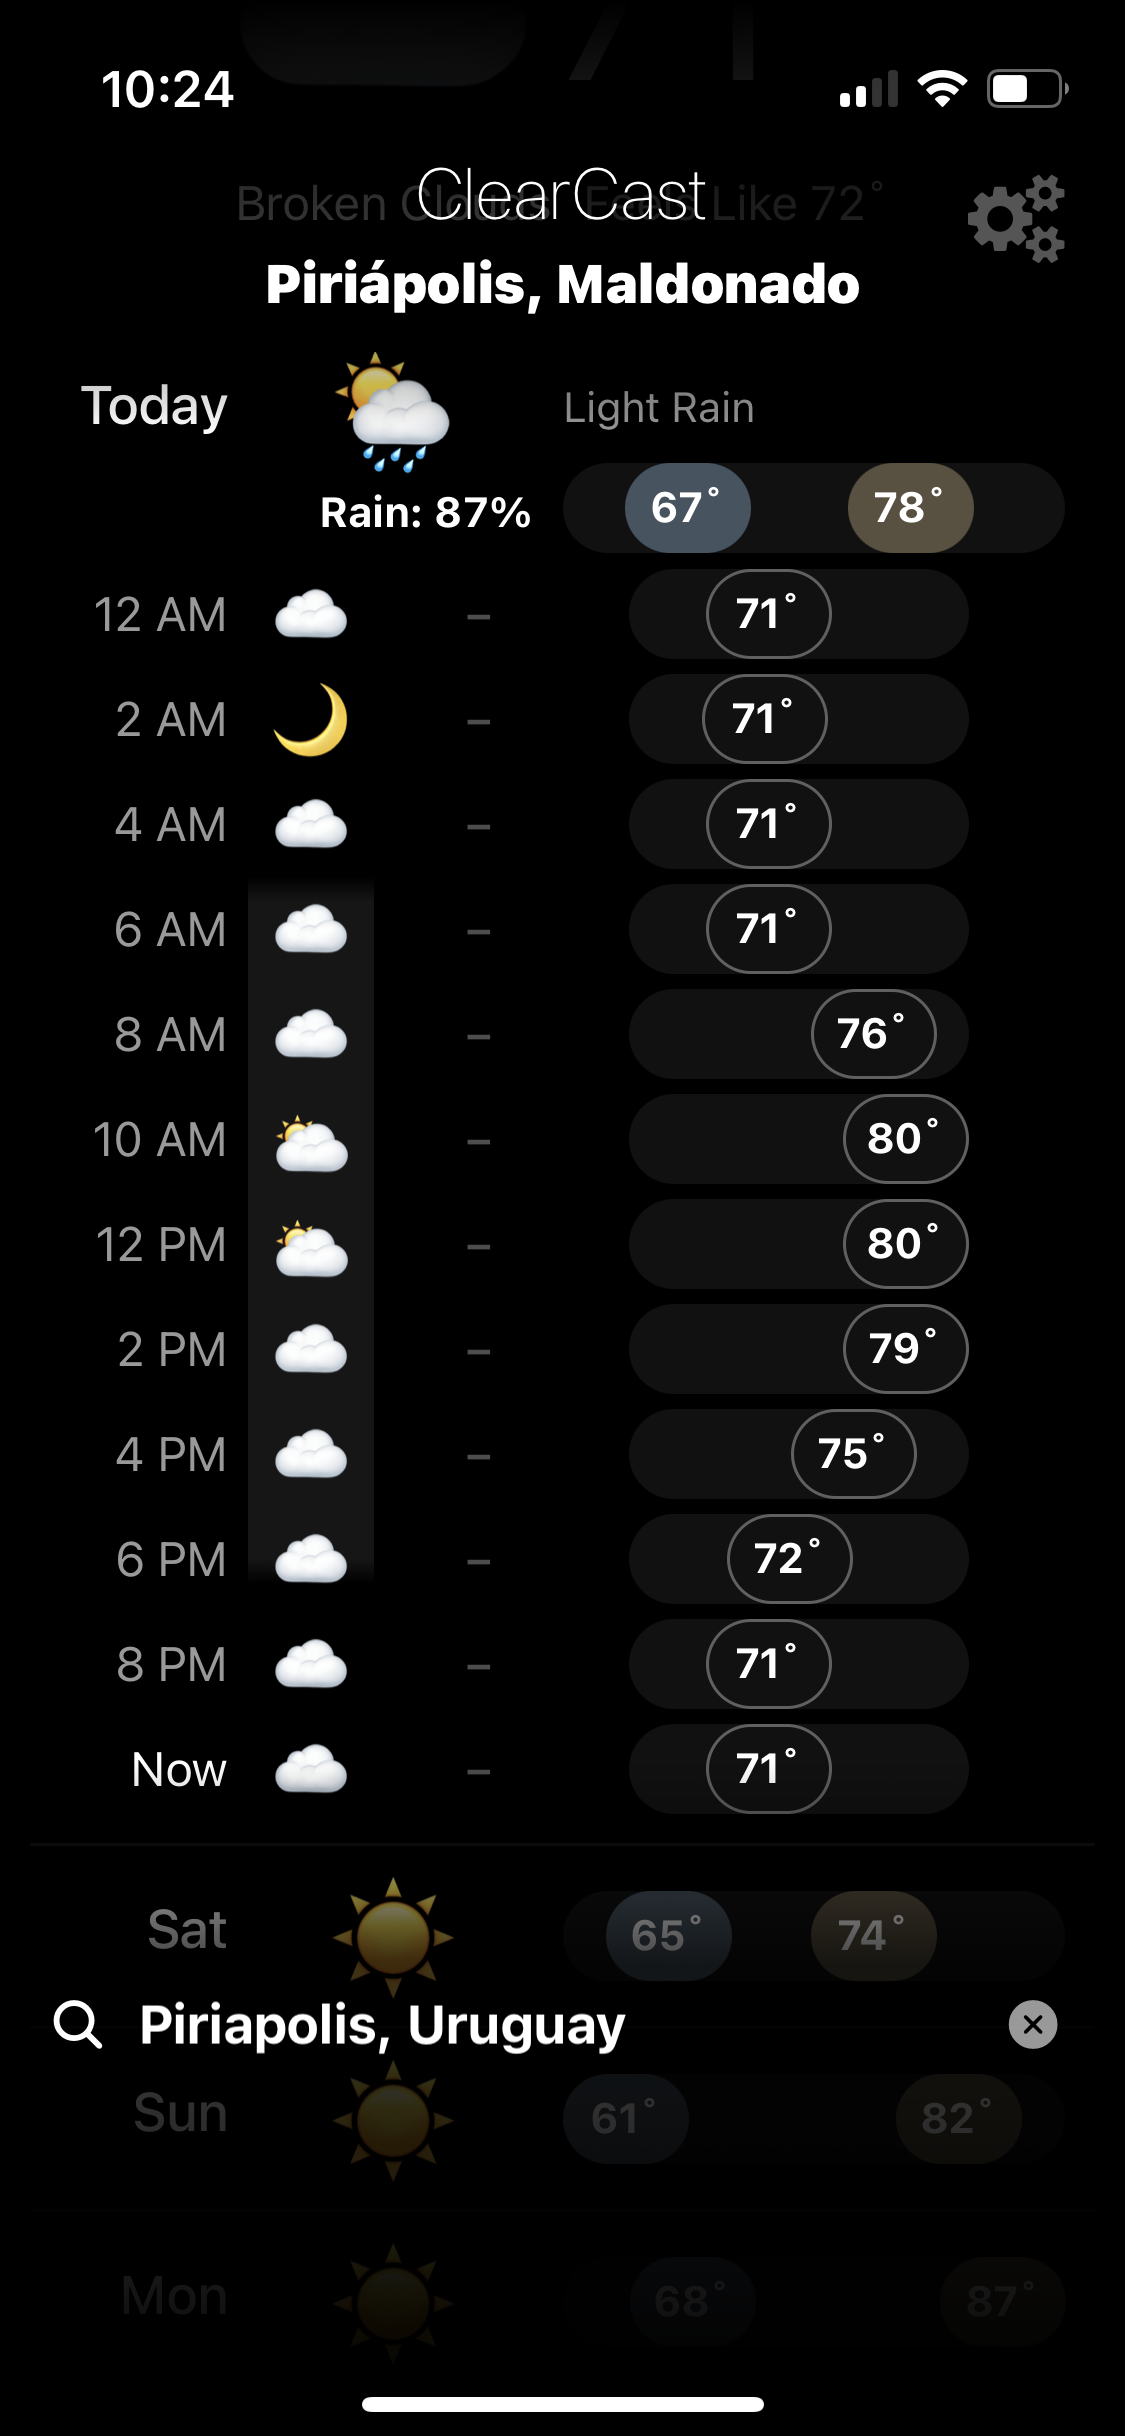 10:24
Broken Clouds Feels Like 72°
ClearCast
Piriápolis, Maldonado
Today Light Rain
Rain: 87% 67° 78°
12 AM – 71°
2 AM – 71°
4 AM – 71°
6 AM – 71°
8 AM – 76°
10 AM – 80°
12 PM – 80°
2 PM – 79°
4 PM – 75°
6 PM – 72°
8 PM – 71°
Now – 71°
Sat 65° 74°
Piriapolis, Uruguay
Sun 61° 82°
Mon 68° 87°